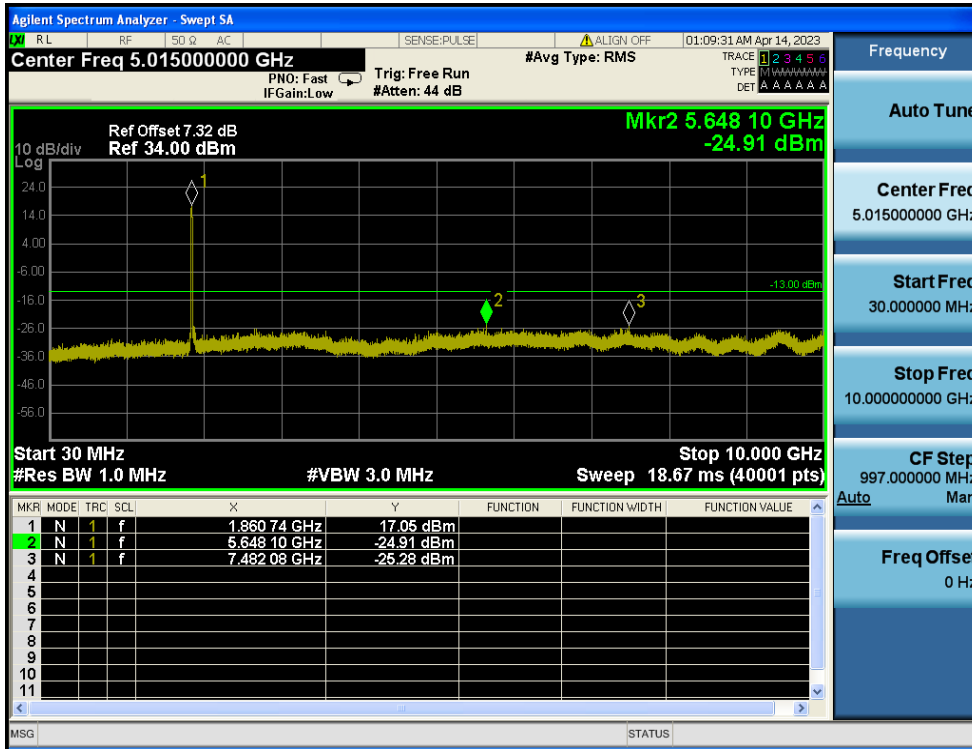 Agilent Spectrum Analyzer - Swept SA
LXI RL RF 50 Ω AC SENSE:PULSE ALIGN OFF 01:09:31 AM Apr 14, 2023
Center Freq 5.015000000 GHz
PNO: Fast
IFGain:Low
Trig: Free Run
#Atten: 44 dB
#Avg Type: RMS
TRACE 1 2 3 4 5 6
TYPE M WWWWW
DET A A A A A A
Mkr2 5.648 10 GHz
-24.91 dBm
Ref Offset 7.32 dB
10 dB/div Ref 34.00 dBm
Log
24.0
14.0
4.00
-6.00
-16.0
-26.0
-36.0
-46.0
-56.0
1
2
3
-13.00 dBm
Start 30 MHz Stop 10.000 GHz
#Res BW 1.0 MHz #VBW 3.0 MHz Sweep 18.67 ms (40001 pts)
MKR MODE TRC SCL X Y FUNCTION FUNCTION WIDTH FUNCTION VALUE
1 N 1 f 1.860 74 GHz 17.05 dBm
2 N 1 f 5.648 10 GHz -24.91 dBm
3 N 1 f 7.482 08 GHz -25.28 dBm
4
5
6
7
8
9
10
11
MSG STATUS
Frequency
Auto Tune
Center Freq
5.015000000 GHz
Start Freq
30.000000 MHz
Stop Freq
10.000000000 GHz
CF Step
997.000000 MHz
Auto Man
Freq Offset
0 Hz